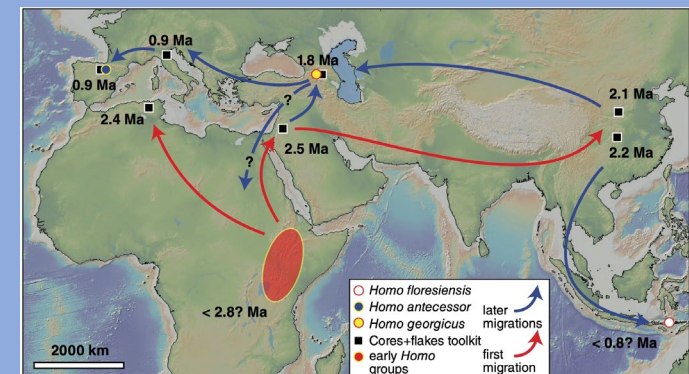 0.9 Ma
1.8 Ma
0.9 Ma
2.4 Ma
?
2.5 Ma
?
2.1 Ma
2.2 Ma
< 2.8? Ma
< 0.8? Ma
2000 km
Homo floresiensis
Homo antecessor
Homo georgicus
Cores+flakes toolkit
early Homo
groups
later
migrations
first
migration